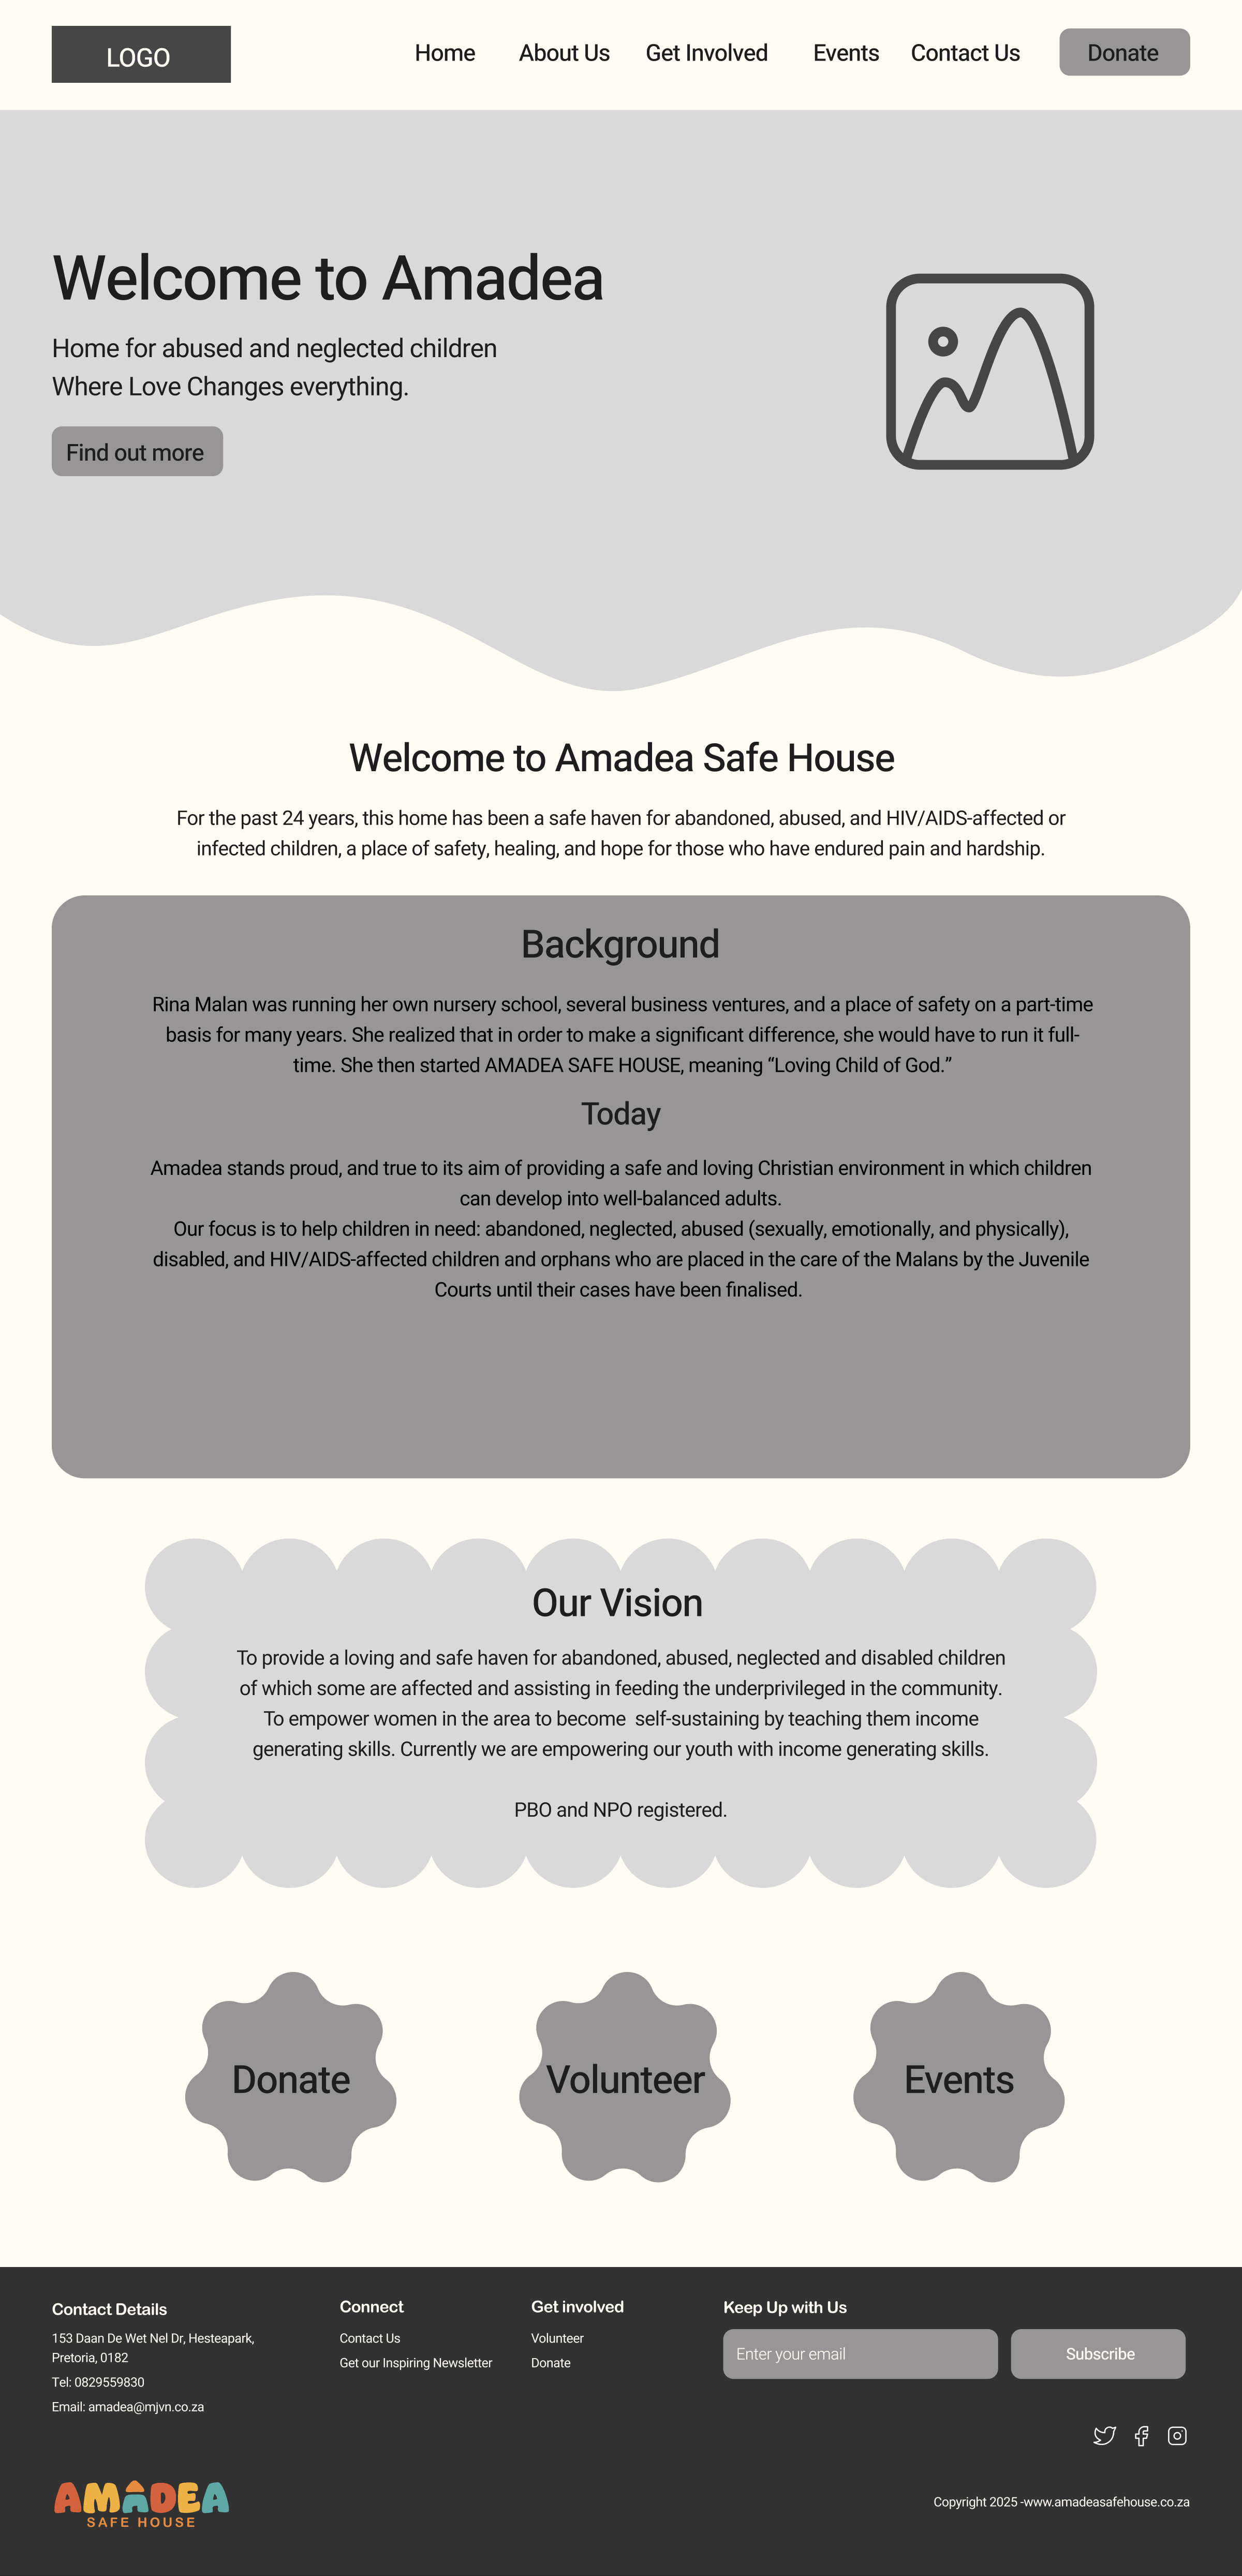 LOGO
Home About Us Get Involved Events Contact Us Donate
Welcome to Amadea
Home for abused and neglected children
Where Love Changes everything.
Find out more
Welcome to Amadea Safe House
For the past 24 years, this home has been a safe haven for abandoned, abused, and HIV/AIDS-affected or
infected children, a place of safety, healing, and hope for those who have endured pain and hardship.
Background
Rina Malan was running her own nursery school, several business ventures, and a place of safety on a part-time
basis for many years. She realized that in order to make a significant difference, she would have to run it full-
time. She then started AMADEA SAFE HOUSE, meaning “Loving Child of God.”
Today
Amadea stands proud, and true to its aim of providing a safe and loving Christian environment in which children
can develop into well-balanced adults.
Our focus is to help children in need: abandoned, neglected, abused (sexually, emotionally, and physically),
disabled, and HIV/AIDS-affected children and orphans who are placed in the care of the Malans by the Juvenile
Courts until their cases have been finalised.
Our Vision
To provide a loving and safe haven for abandoned, abused, neglected and disabled children
of which some are affected and assisting in feeding the underprivileged in the community.
To empower women in the area to become  self-sustaining by teaching them income
generating skills. Currently we are empowering our youth with income generating skills.
PBO and NPO registered.
Donate
Volunteer
Events
Contact Details
153 Daan De Wet Nel Dr, Hesteapark,
Pretoria, 0182
Tel: 0829559830
Email: amadea@mjvn.co.za
Connect
Contact Us
Get our Inspiring Newsletter
Get involved
Volunteer
Donate
Keep Up with Us
Enter your email
Subscribe
AMADEA
SAFE HOUSE
Copyright 2025 -www.amadeasafehouse.co.za